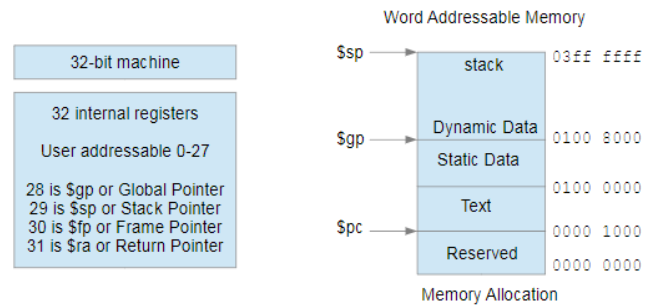 Word Addressable Memory
32-bit machine
32 internal registers
User addressable 0-27
28 is $gp or Global Pointer
29 is $sp or Stack Pointer
30 is $fp or Frame Pointer
31 is $ra or Return Pointer
$sp
stack
03ff ffff
Dynamic Data
$gp
0100 8000
Static Data
0100 0000
Text
$pc
0000 1000
Reserved
0000 0000
Memory Allocation